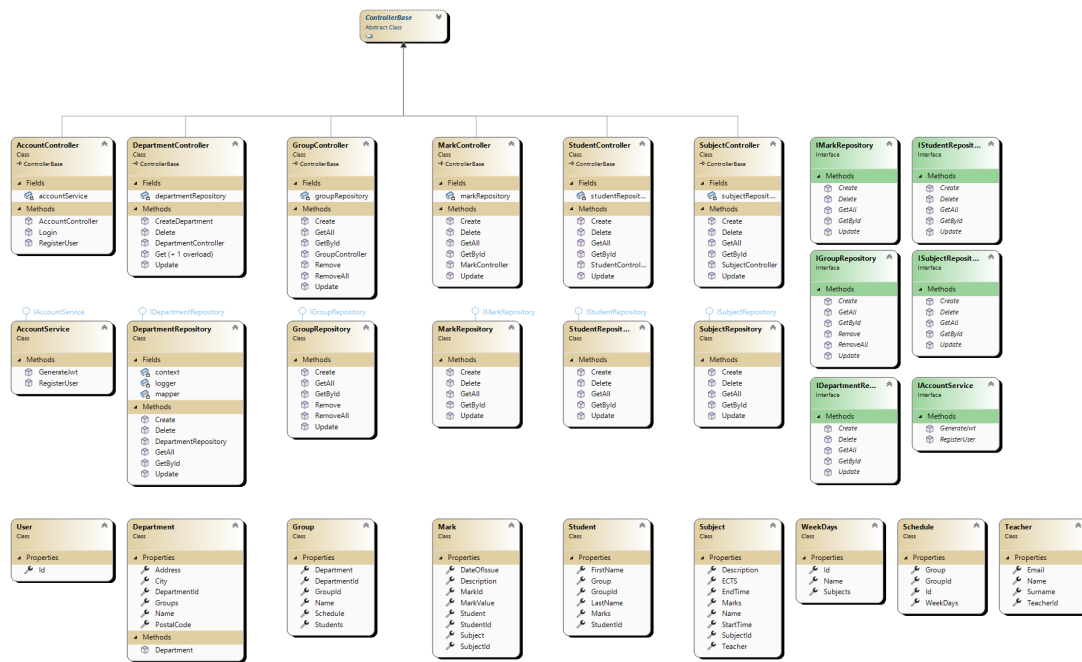 ControllerBase
Abstract Class
AccountController
Class
ControllerBase
Fields
accountService
Methods
AccountController
Login
RegisterUser
DepartmentController
Class
ControllerBase
Fields
departmentRepository
Methods
CreateDepartment
Delete
DepartmentController
Get (+ 1 overload)
Update
GroupController
Class
ControllerBase
Fields
groupRepository
Methods
Create
GetAll
GetById
GroupController
Remove
RemoveAll
Update
MarkController
Class
ControllerBase
Fields
markRepository
Methods
Create
Delete
GetAll
GetById
MarkController
Update
StudentController
Class
ControllerBase
Fields
studentReposit...
Methods
Create
Delete
GetAll
GetById
StudentControl...
Update
SubjectController
Class
ControllerBase
Fields
subjectReposit...
Methods
Create
Delete
GetAll
GetById
SubjectController
Update
IMarkRepository
Interface
Methods
Create
Delete
GetAll
GetById
Update
IStudentReposit...
Interface
Methods
Create
Delete
GetAll
GetById
Update
IGroupRepository
Interface
Methods
Create
GetAll
GetById
Remove
RemoveAll
Update
ISubjectReposit...
Interface
Methods
Create
Delete
GetAll
GetById
Update
IAccountService
AccountService
Class
Methods
GenerateJwt
RegisterUser
IDepartmentRepository
DepartmentRepository
Class
Fields
context
logger
mapper
Methods
Create
Delete
DepartmentRepository
GetAll
GetById
Update
IGroupRepository
GroupRepository
Class
Methods
Create
GetAll
GetById
Remove
RemoveAll
Update
IMarkRepository
MarkRepository
Class
Methods
Create
Delete
GetAll
GetById
Update
IStudentRepository
StudentReposit...
Class
Methods
Create
Delete
GetAll
GetById
Update
ISubjectRepository
SubjectRepository
Class
Methods
Create
Delete
GetAll
GetById
Update
IDepartmentRe...
Interface
Methods
Create
Delete
GetAll
GetById
Update
IAccountService
Interface
Methods
GenerateJwt
RegisterUser
User
Class
Properties
Id
Department
Class
Properties
Address
City
DepartmentId
Groups
Name
PostalCode
Methods
Department
Group
Class
Properties
Department
DepartmentId
GroupId
Name
Schedule
Students
Mark
Class
Properties
DateOfIssue
Description
MarkId
MarkValue
Student
StudentId
Subject
SubjectId
Student
Class
Properties
FirstName
Group
GroupId
LastName
Marks
StudentId
Subject
Class
Properties
Description
ECTS
EndTime
Marks
Name
StartTime
SubjectId
Teacher
WeekDays
Class
Properties
Id
Name
Subjects
Schedule
Class
Properties
Group
GroupId
Id
WeekDays
Teacher
Class
Properties
Email
Name
Surname
TeacherId